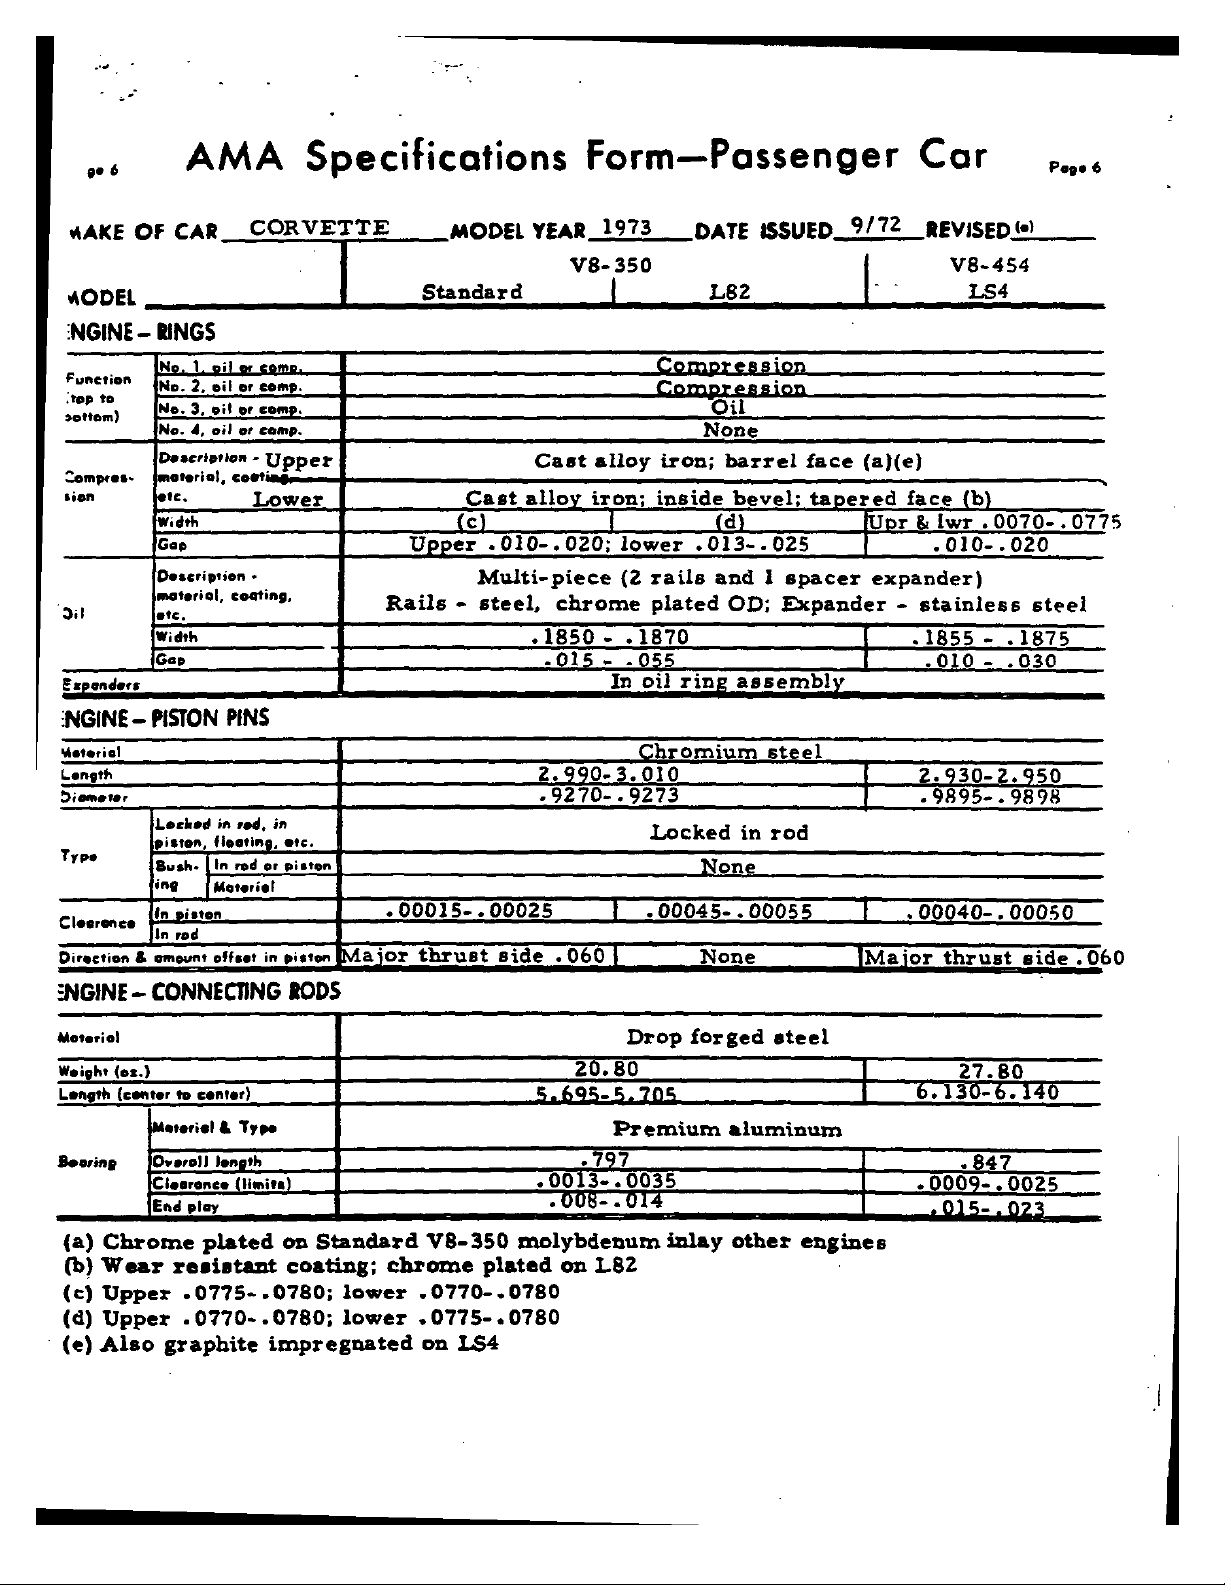 ge 6 AMA Specifications Form—Passenger Car Page 6
MAKE OF CAR CORVETTE MODEL YEAR 1973 DATE ISSUED 9/72 REVISED (•)
V8-350 V8-454
MODEL Standard L82 LS4
ENGINE – RINGS
Function (top to bottom) No. 1, oil or comp. Compression
No. 2, oil or comp. Compression
No. 3, oil or comp. Oil
No. 4, oil or comp. None
Compression Description - Upper Cast alloy iron; barrel face (a)(e)
material, coating,
etc. Lower Cast alloy iron; inside bevel; tapered face (b)
Width (c) (d) Upr & lwr .0070-.0775
Gap Upper .010-.020; lower .013-.025 .010-.020
Oil Description - Multi-piece (2 rails and 1 spacer expander)
material, coating, etc. Rails - steel, chrome plated OD; Expander - stainless steel
Width .1850 - .1870 .1855 - .1875
Gap .015 - .055 .010 - .030
Expanders In oil ring assembly
ENGINE – PISTON PINS
Material Chromium steel
Length 2.990-3.010 2.930-2.950
Diameter .9270-.9273 .9895-.9898
Type Locked in rod, in piston, floating, etc. Locked in rod
Bushing In rod or piston None
Material
Clearance In piston .00015-.00025 .00045-.00055 .00040-.00050
In rod
Direction & amount offset in piston Major thrust side .060 None Major thrust side .060
ENGINE – CONNECTING RODS
Material Drop forged steel
Weight (oz.) 20.80 27.80
Length (center to center) 5.695-5.705 6.130-6.140
Bearing Material & Type Premium aluminum
Overall length .797 .847
Clearance (limits) .0013-.0035 .0009-.0025
End play .008-.014 .015-.023
(a) Chrome plated on Standard V8-350 molybdenum inlay other engines
(b) Wear resistant coating; chrome plated on L82
(c) Upper .0775-.0780; lower .0770-.0780
(d) Upper .0770-.0780; lower .0775-.0780
(e) Also graphite impregnated on LS4